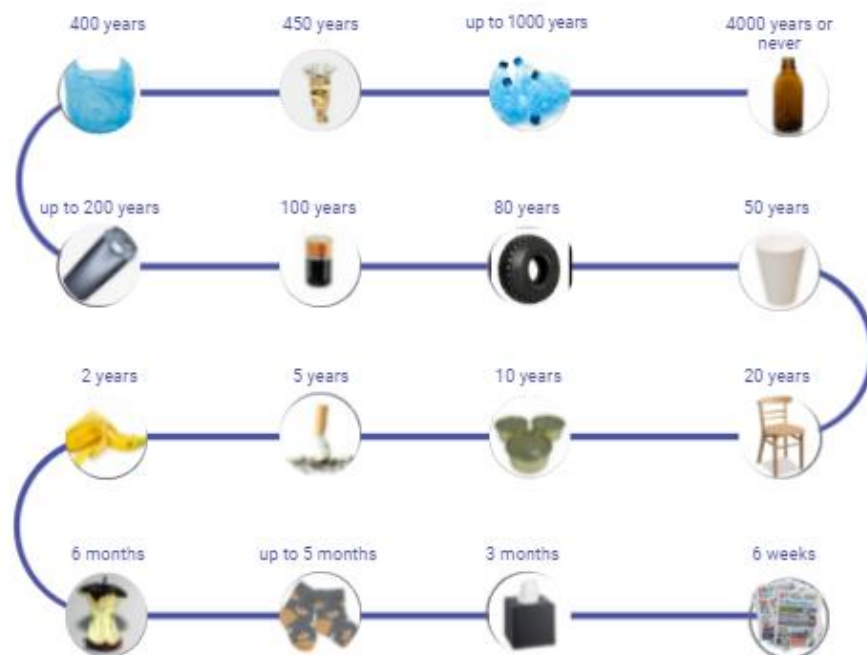 400 years
450 years
up to 1000 years
4000 years or
never
up to 200 years
100 years
80 years
50 years
2 years
5 years
10 years
20 years
6 months
up to 5 months
3 months
6 weeks